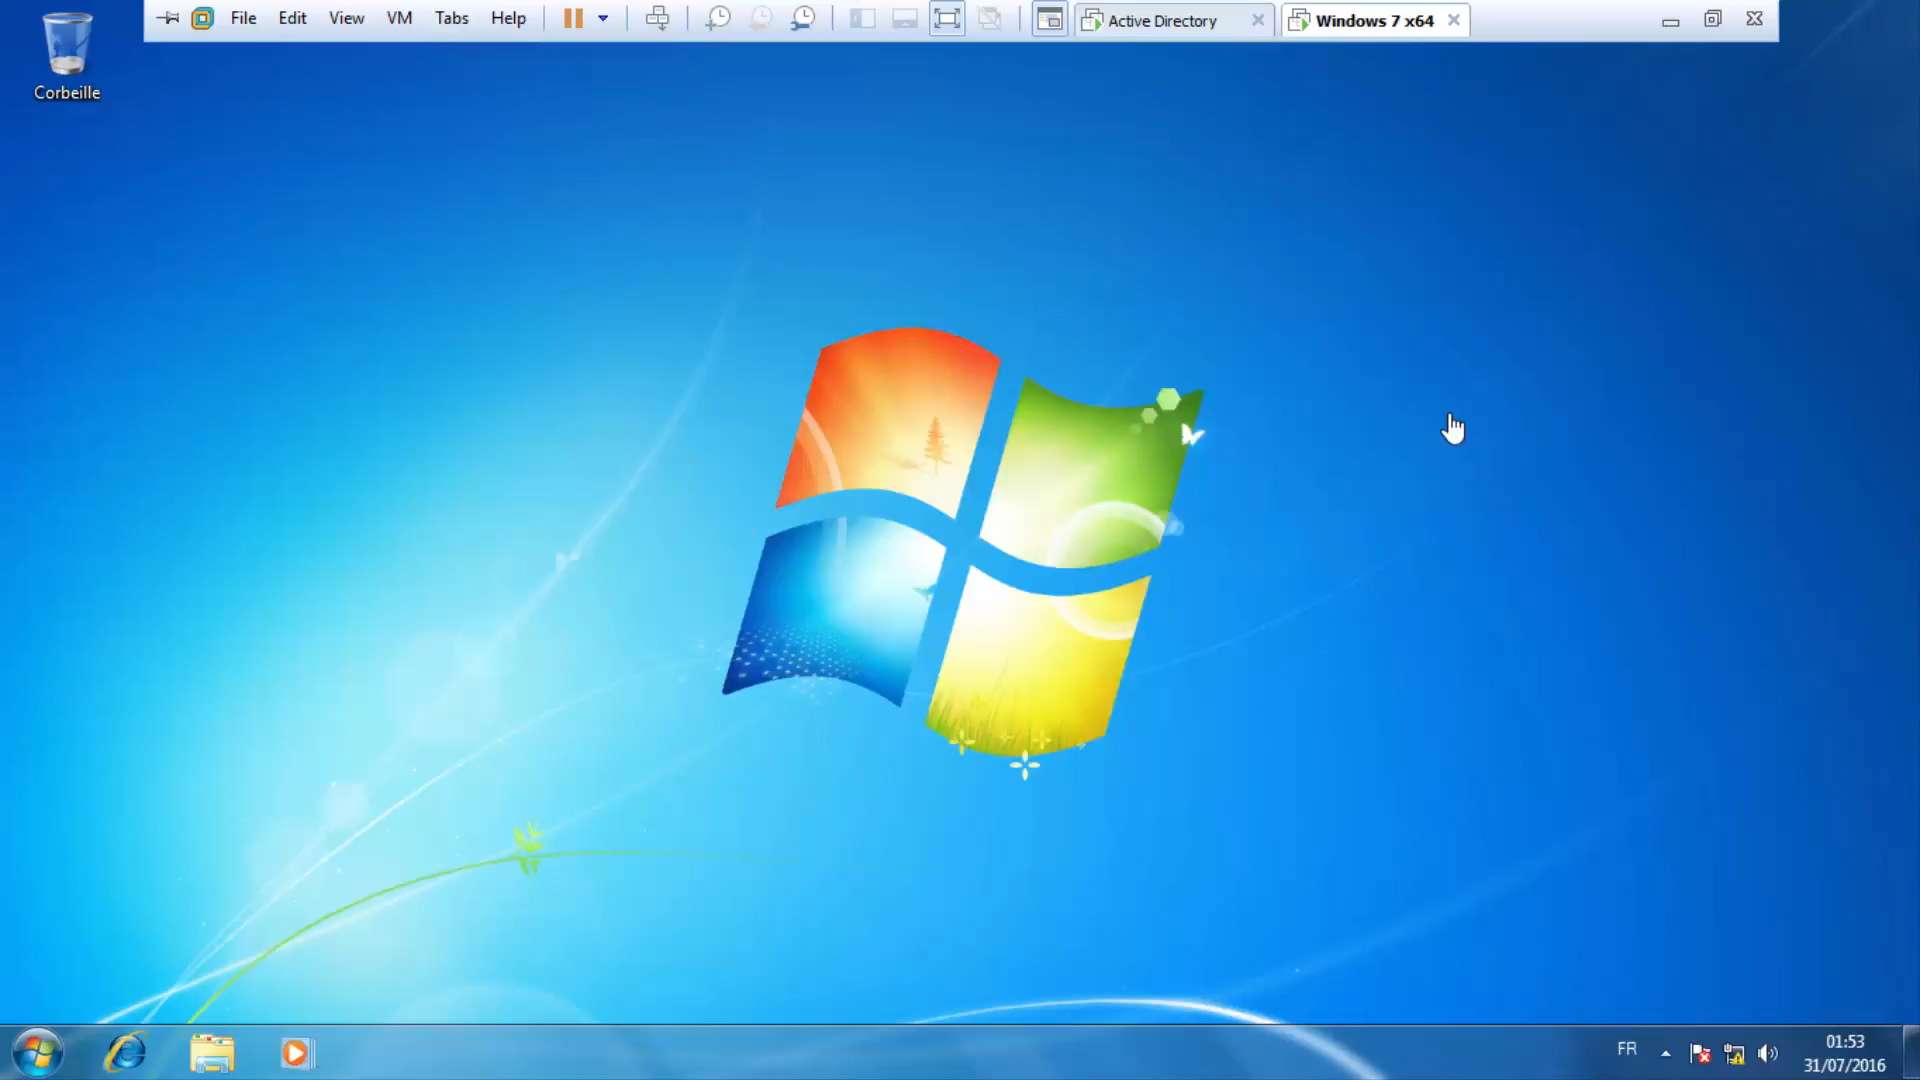 File Edit View VM Tabs Help Active Directory Windows 7 x64
Corbeille
FR
01:53
31/07/2016